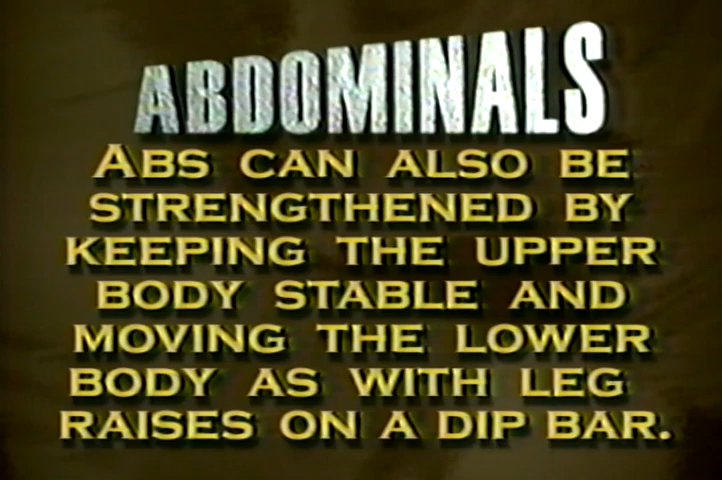 ABDOMINALS
ABS CAN ALSO BE
STRENGTHENED BY
KEEPING THE UPPER
BODY STABLE AND
MOVING THE LOWER
BODY AS WITH LEG
RAISES ON A DIP BAR.